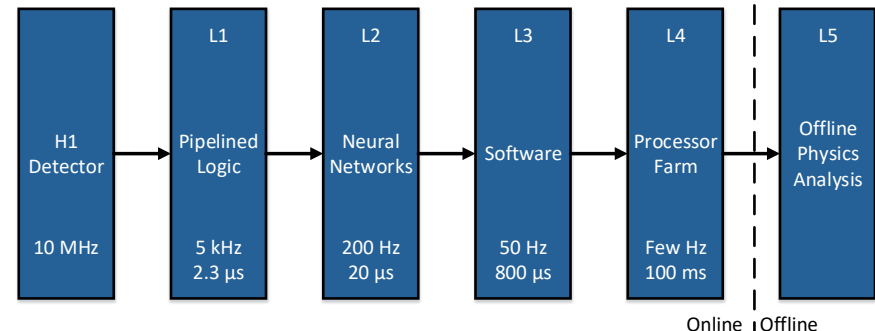 H1
Detector
10 MHz
L1
Pipelined
Logic
5 kHz
2.3 µs
L2
Neural
Networks
200 Hz
20 µs
L3
Software
50 Hz
800 µs
L4
Processor
Farm
Few Hz
100 ms
L5
Offline
Physics
Analysis
Online
Offline